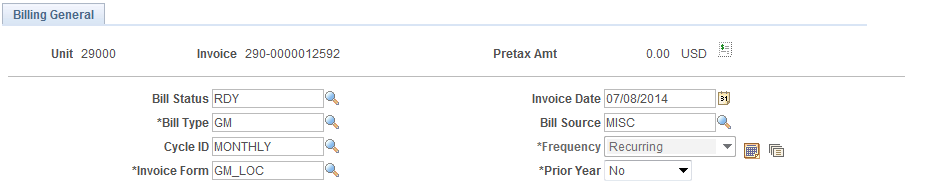 Billing General
Unit 29000 Invoice 290-0000012592 Pretax Amt 0.00 USD
Bill Status RDY Invoice Date 07/08/2014
*Bill Type GM Bill Source MISC
Cycle ID MONTHLY *Frequency Recurring
*Invoice Form GM_LOC *Prior Year No